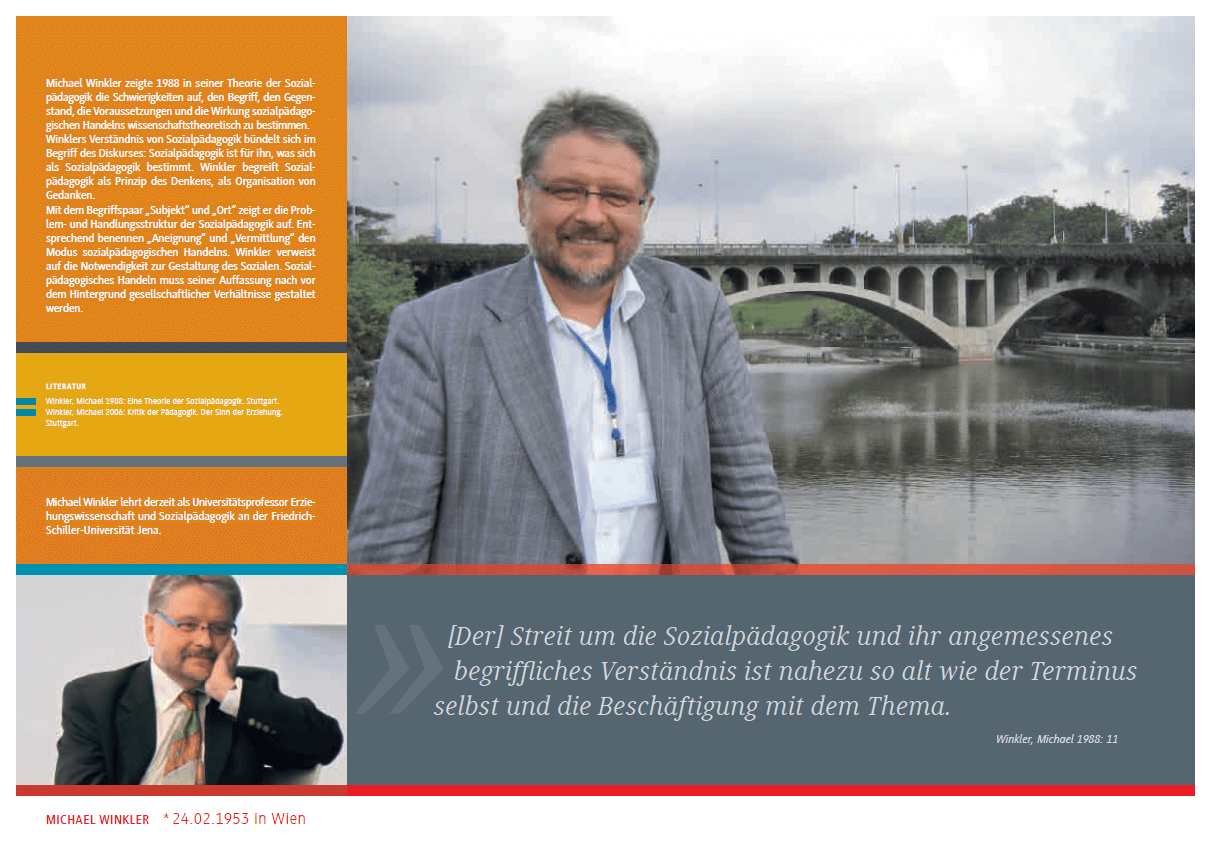 Michael Winkler zeigte 1988 in seiner Theorie der Sozial-
pädagogik die Schwierigkeiten auf, den Begriff, den Gegen-
stand, die Voraussetzungen und die Wirkung sozialpädago-
gischen Handelns wissenschaftstheoretisch zu bestimmen.
Winklers Verständnis von Sozialpädagogik bündelt sich im
Begriff des Diskurses: Sozialpädagogik ist für ihn, was sich
als Sozialpädagogik bestimmt. Winkler begreift Sozial-
pädagogik als Prinzip des Denkens, als Organisation von
Gedanken.
Mit dem Begriffspaar „Subjekt“ und „Ort“ zeigt er die Prob-
lem- und Handlungsstruktur der Sozialpädagogik auf. Ent-
sprechend benennen „Aneignung“ und „Vermittlung“ den
Modus sozialpädagogischen Handelns. Winkler verweist
auf die Notwendigkeit zur Gestaltung des Sozialen. Sozial-
pädagogisches Handeln muss seiner Auffassung nach vor
dem Hintergrund gesellschaftlicher Verhältnisse gestaltet
werden.
LITERATUR
Winkler, Michael 1988: Eine Theorie der Sozialpädagogik. Stuttgart.
Winkler, Michael 2006: Kritik der Pädagogik. Der Sinn der Erziehung.
Stuttgart.
Michael Winkler lehrt derzeit als Universitätsprofessor Erzie-
hungswissenschaft und Sozialpädagogik an der Friedrich-
Schiller-Universität Jena.
» [Der] Streit um die Sozialpädagogik und ihr angemessenes
begriffliches Verständnis ist nahezu so alt wie der Terminus
selbst und die Beschäftigung mit dem Thema.
Winkler, Michael 1988: 11
MICHAEL WINKLER * 24.02.1953 in Wien